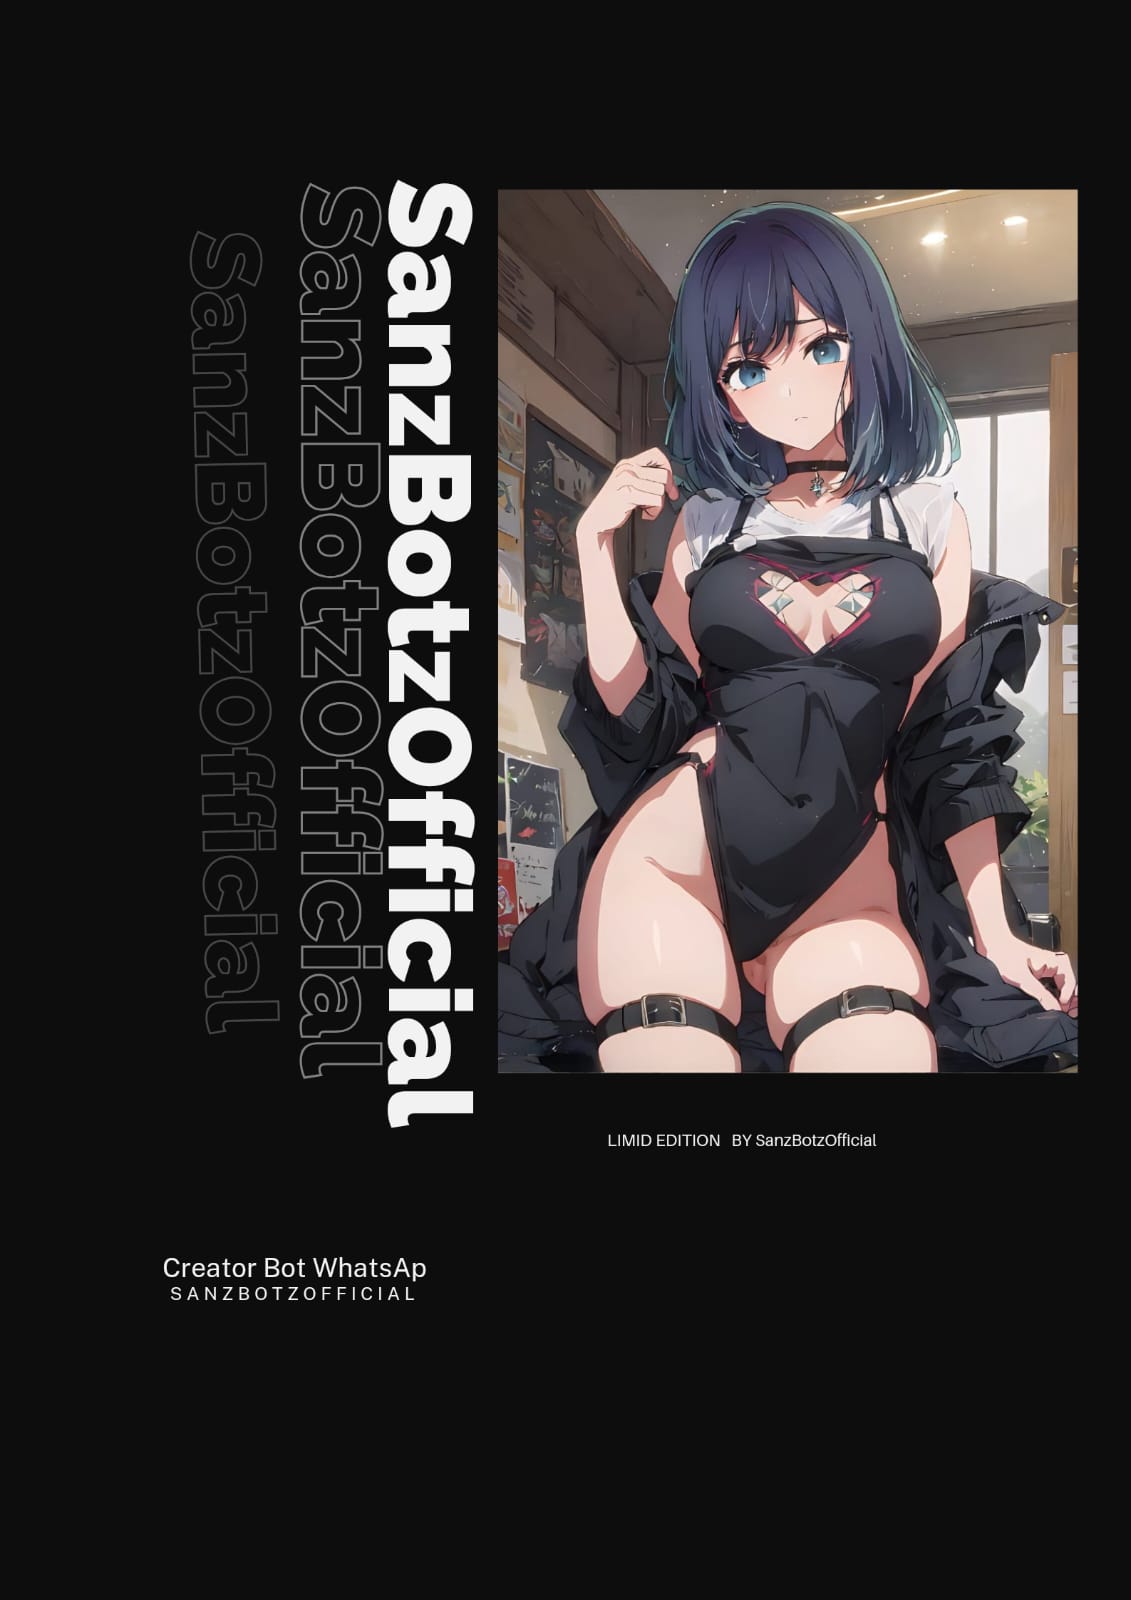 SanzBotzOfficial
SanzBotzOfficial
SanzBotzOfficial
LIMID EDITION BY SanzBotzOfficial
Creator Bot WhatsAp
SANZBOTZOFFICIAL